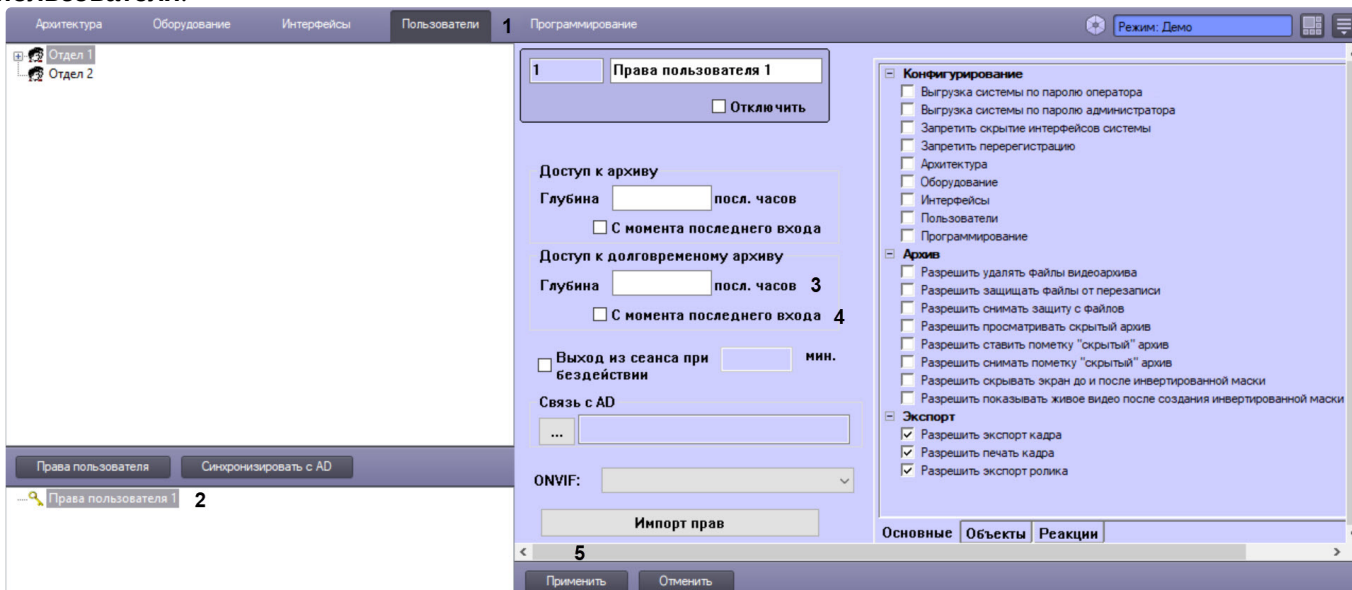 пользователи.
Архитектура Оборудование Интерфейсы Пользователи 1 Программирование Режим: Демо
Отдел 1
Отдел 2
1 Права пользователя 1
Отключить
Доступ к архиву
Глубина посл. часов
С момента последнего входа
Доступ к долговременому архиву
Глубина посл. часов 3
С момента последнего входа 4
Выход из сеанса при мин.
бездействии
Связь с AD
...
ONVIF:
Импорт прав
5
Применить Отменить
Конфигурирование
Выгрузка системы по паролю оператора
Выгрузка системы по паролю администратора
Запретить скрытие интерфейсов системы
Запретить перерегистрацию
Архитектура
Оборудование
Интерфейсы
Пользователи
Программирование
Архив
Разрешить удалять файлы видеоархива
Разрешить защищать файлы от перезаписи
Разрешить снимать защиту с файлов
Разрешить просматривать скрытый архив
Разрешить ставить пометку "скрытый" архив
Разрешить снимать пометку "скрытый" архив
Разрешить скрывать экран до и после инвертированной маски
Разрешить показывать живое видео после создания инвертированной маски
Экспорт
Разрешить экспорт кадра
Разрешить печать кадра
Разрешить экспорт ролика
Основные Объекты Реакции
Права пользователя Синхронизировать с AD
Права пользователя 1 2